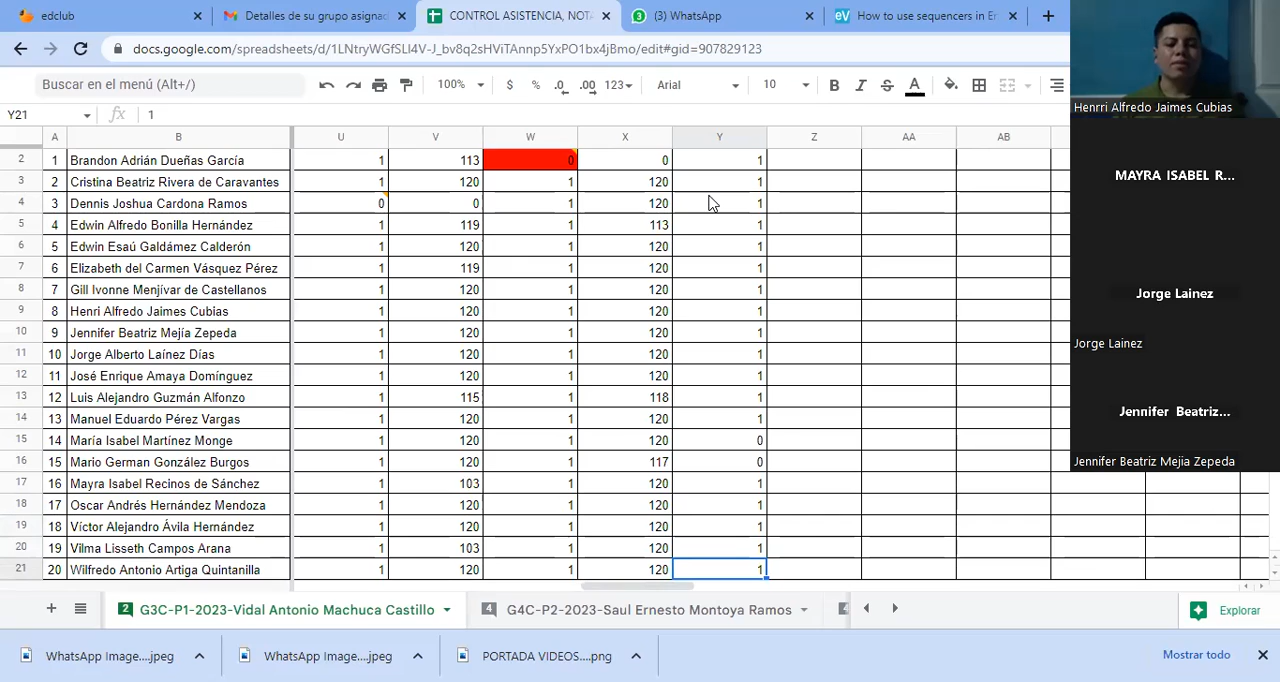 edclub
Detalles de su grupo asignad
CONTROL ASISTENCIA, NOTA
(3) WhatsApp
How to use sequencers in En
docs.google.com/spreadsheets/d/1LNtryWGfSLl4V-J_bv8q2sHViTAnnp5YxPO1bx4jBmo/edit#gid=907829123
Buscar en el menú (Alt+/)
100%
$ % .0 .00 123
Arial
10
B I S A
Y21
fx 1
A B U V W X Y Z AA AB
2 1 Brandon Adrián Dueñas García 1 113 0 0 1
3 2 Cristina Beatriz Rivera de Caravantes 1 120 1 120 1
4 3 Dennis Joshua Cardona Ramos 0 0 1 120 1
5 4 Edwin Alfredo Bonilla Hernández 1 119 1 113 1
6 5 Edwin Esaú Galdámez Calderón 1 120 1 120 1
7 6 Elizabeth del Carmen Vásquez Pérez 1 119 1 120 1
8 7 Gill Ivonne Menjivar de Castellanos 1 120 1 120 1
9 8 Henri Alfredo Jaimes Cubias 1 120 1 120 1
10 9 Jennifer Beatriz Mejía Zepeda 1 120 1 120 1
11 10 Jorge Alberto Laínez Días 1 120 1 120 1
12 11 José Enrique Amaya Domínguez 1 120 1 120 1
13 12 Luis Alejandro Guzmán Alfonzo 1 115 1 118 1
14 13 Manuel Eduardo Pérez Vargas 1 120 1 120 1
15 14 María Isabel Martínez Monge 1 120 1 120 0
16 15 Mario German González Burgos 1 120 1 117 0
17 16 Mayra Isabel Recinos de Sánchez 1 103 1 120 1
18 17 Oscar Andrés Hernández Mendoza 1 120 1 120 1
19 18 Víctor Alejandro Ávila Hernández 1 120 1 120 1
20 19 Vilma Lisseth Campos Arana 1 103 1 120 1
21 20 Wilfredo Antonio Artiga Quintanilla 1 120 1 120 1
2 G3C-P1-2023-Vidal Antonio Machuca Castillo
4 G4C-P2-2023-Saul Ernesto Montoya Ramos
4
Explorar
WhatsApp Image....jpeg
WhatsApp Image....jpeg
PORTADA VIDEOS....png
Mostrar todo
Henrri Alfredo Jaimes Cubias
MAYRA ISABEL R...
Jorge Lainez
Jorge Lainez
Jennifer Beatriz...
Jennifer Beatriz Mejia Zepeda